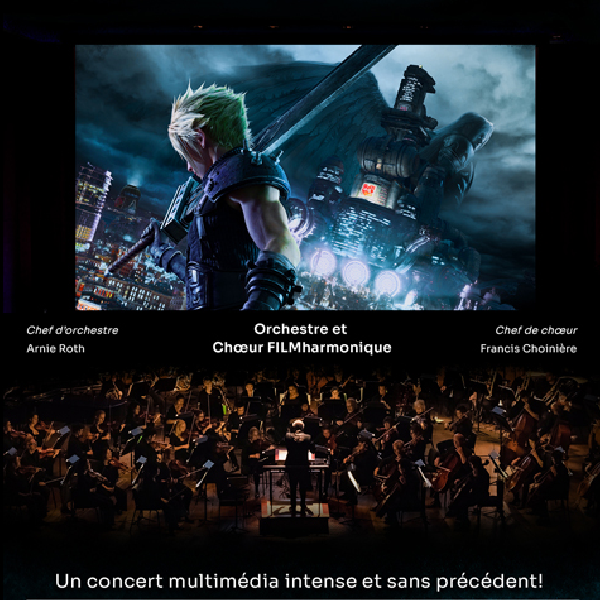 Chef d'orchestre
Arnie Roth
Orchestre et
Chœur FILMharmonique
Chef de chœur
Francis Choinière
Un concert multimédia intense et sans précédent!